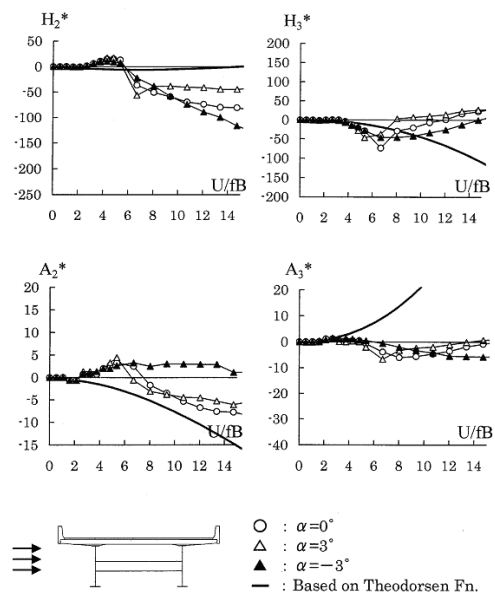 H₂*
50
0
-50
-100
-150
-200
-250
U/fB
0 2 4 6 8 10 12 14
H₃*
200
150
100
50
0
-50
-100
-150
-200
U/fB
0 2 4 6 8 10 12 14
A₂*
20
15
10
5
0
-5
-10
-15
U/fB
0 2 4 6 8 10 12 14
A₃*
20
10
0
-10
-20
-30
-40
U/fB
0 2 4 6 8 10 12 14
: α=0°
: α=3°
: α=−3°
: Based on Theodorsen Fn.